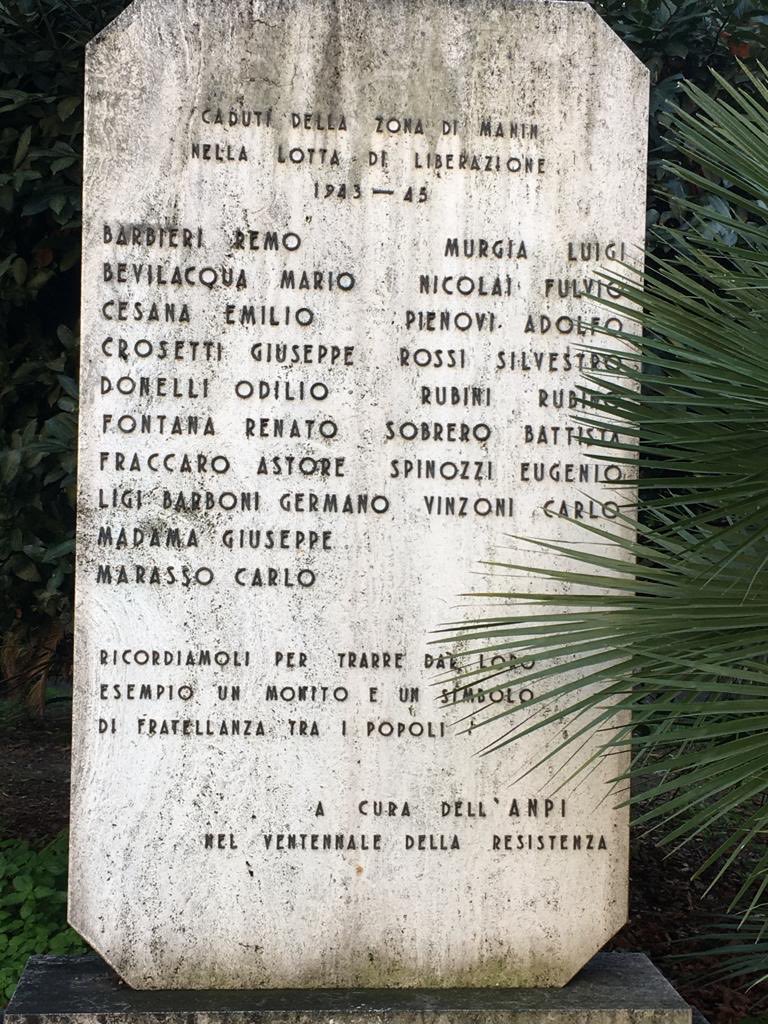 CADUTI DELLA ZONA DI MANIN
NELLA LOTTA DI LIBERAZIONE
1943 — 45
BARBIERI REMO MURGIA LUIGI
BEVILACQUA MARIO NICOLAI FULVIO
CESANA EMILIO PIENOVI ADOLFO
CROSETTI GIUSEPPE ROSSI SILVESTRO
DONELLI ODILIO RUBINI RUBINO
FONTANA RENATO SOBRERO BATTISTA
FRACCARO ASTORE SPINOZZI EUGENIO
LIGI BARBONI GERMANO VINZONI CARLO
MADAMA GIUSEPPE
MARASSO CARLO
RICORDIAMOLI PER TRARRE DAL LORO
ESEMPIO UN MONITO E UN SIMBOLO
DI FRATELLANZA TRA I POPOLI !
A CURA DELL'ANPI
NEL VENTENNALE DELLA RESISTENZA